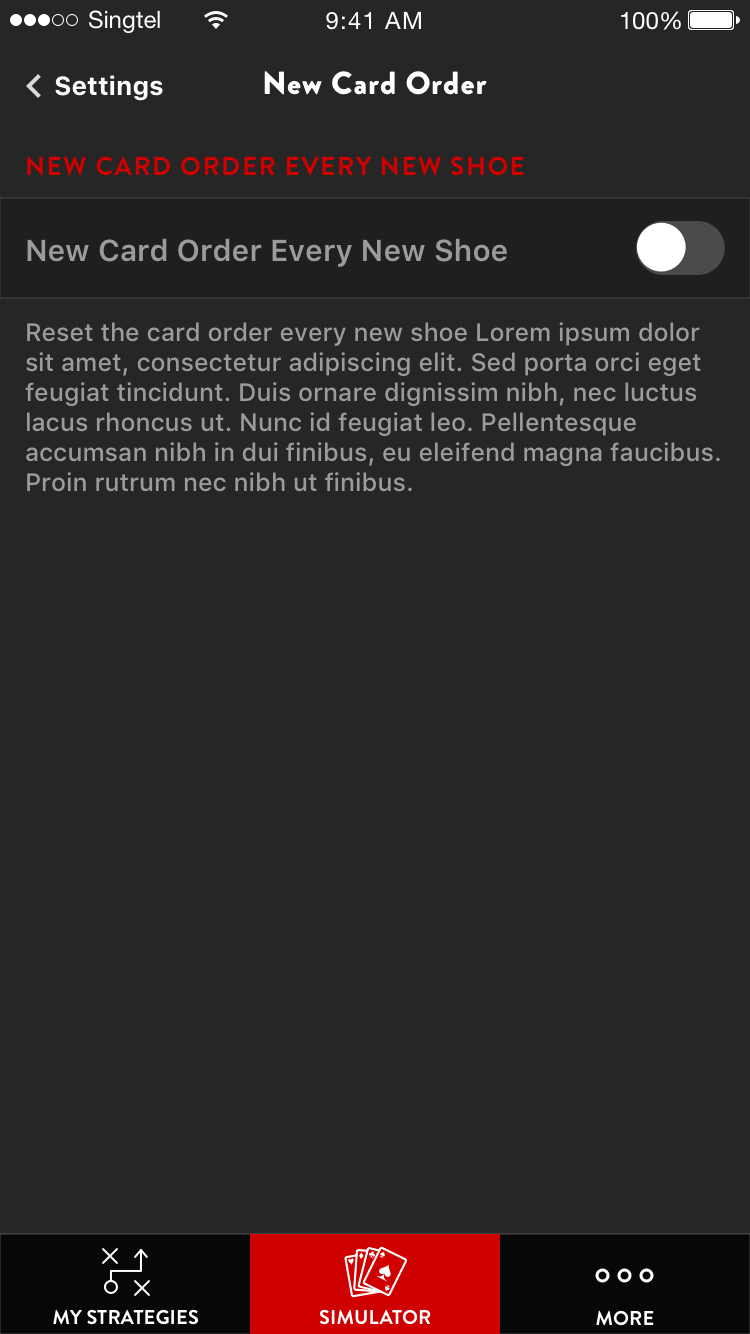 Singtel 9:41 AM 100%
Settings New Card Order
NEW CARD ORDER EVERY NEW SHOE
New Card Order Every New Shoe
Reset the card order every new shoe Lorem ipsum dolor
sit amet, consectetur adipiscing elit. Sed porta orci eget
feugiat tincidunt. Duis ornare dignissim nibh, nec luctus
lacus rhoncus ut. Nunc id feugiat leo. Pellentesque
accumsan nibh in dui finibus, eu eleifend magna faucibus.
Proin rutrum nec nibh ut finibus.
MY STRATEGIES SIMULATOR MORE